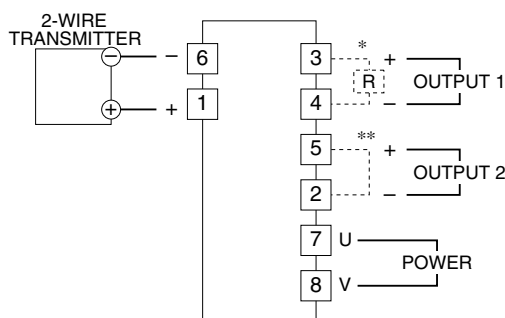 2-WIRE
TRANSMITTER
− − 6
+ + 1
3 * +
R OUTPUT 1
4 −
5 ** +
OUTPUT 2
2 −
7 U
POWER
8 V